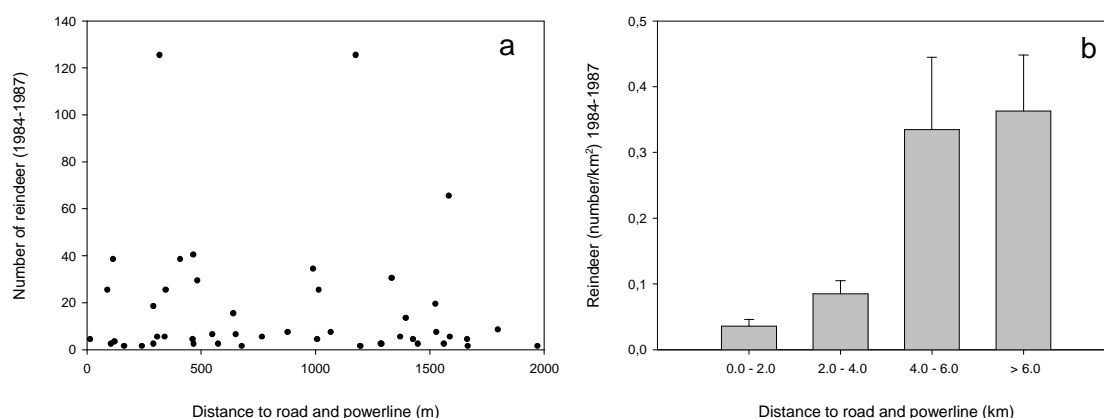 a
Number of reindeer (1984-1987)
140
120
100
80
60
40
20
0
0 500 1000 1500 2000
Distance to road and powerline (m)
b
Reindeer (number/km²) 1984-1987
0,5
0,4
0,3
0,2
0,1
0,0
0.0 - 2.0 2.0 - 4.0 4.0 - 6.0 > 6.0
Distance to road and powerline (km)